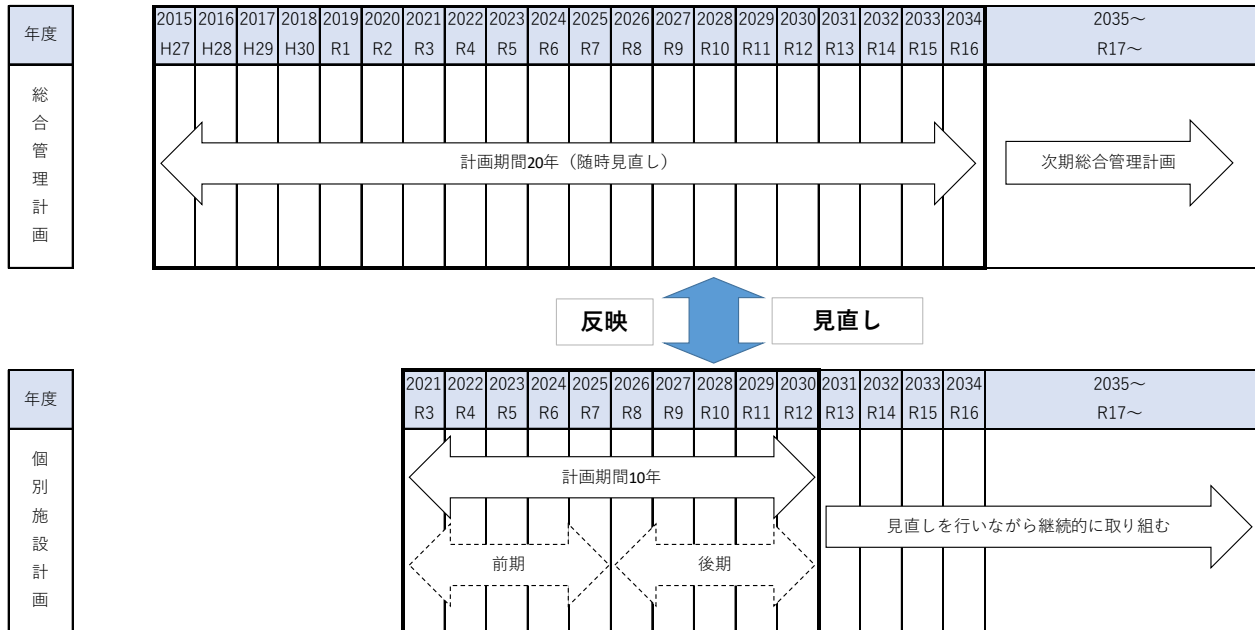 年度
2015 2016 2017 2018 2019 2020 2021 2022 2023 2024 2025 2026 2027 2028 2029 2030 2031 2032 2033 2034 2035～
H27 H28 H29 H30 R1 R2 R3 R4 R5 R6 R7 R8 R9 R10 R11 R12 R13 R14 R15 R16 R17～
総合管理計画
計画期間20年（随時見直し）
次期総合管理計画
反映
見直し
年度
2021 2022 2023 2024 2025 2026 2027 2028 2029 2030 2031 2032 2033 2034 2035～
R3 R4 R5 R6 R7 R8 R9 R10 R11 R12 R13 R14 R15 R16 R17～
個別施設計画
計画期間10年
見直しを行いながら継続的に取り組む
前期
後期